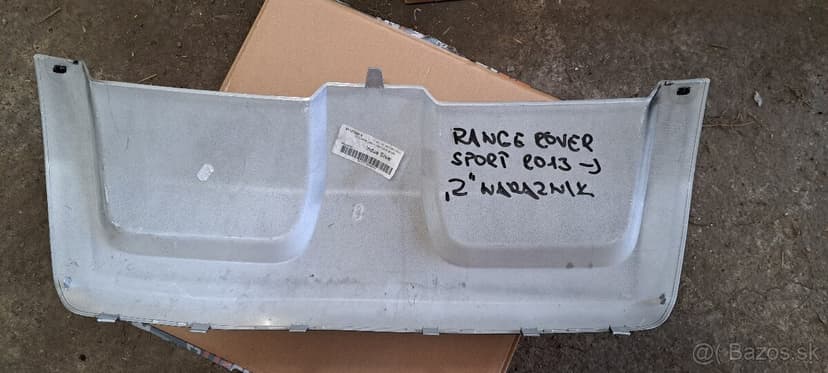 RANGE ROVER
SPORT 2013 →
„Z" NARAZNIK
@( Bazos.sk